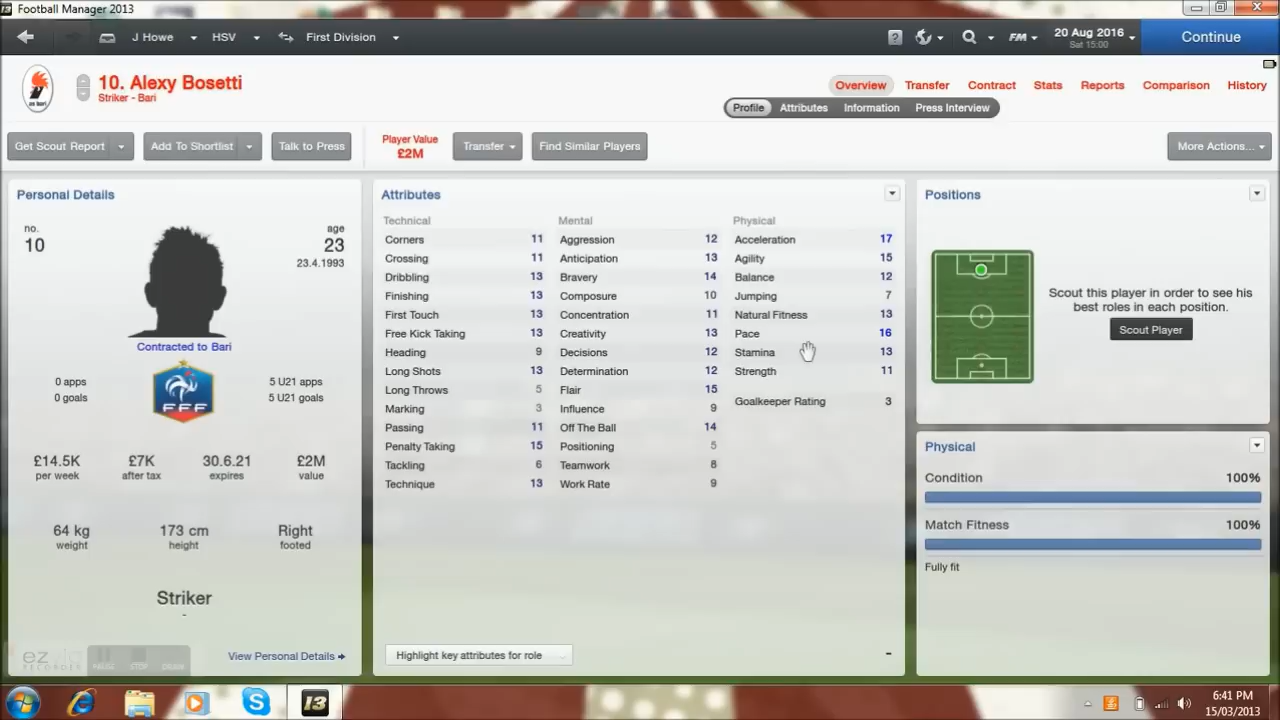 Football Manager 2013
J Howe HSV First Division ? FM 20 Aug 2016 Continue
Sat 15:00
10. Alexy Bosetti
Striker - Bari
as bari
Overview Transfer Contract Stats Reports Comparison History
Profile Attributes Information Press Interview
Get Scout Report Add To Shortlist Talk to Press Player Value Transfer Find Similar Players More Actions...
£2M
Personal Details
no. age
10 23
23.4.1993
Contracted to Bari
FFF
0 apps 5 U21 apps
0 goals 5 U21 goals
£14.5K £7K 30.6.21 £2M
per week after tax expires value
64 kg 173 cm Right
weight height footed
Striker
-
View Personal Details
Attributes
Technical Mental Physical
Corners 11 Aggression 12 Acceleration 17
Crossing 11 Anticipation 13 Agility 15
Dribbling 13 Bravery 14 Balance 12
Finishing 13 Composure 10 Jumping 7
First Touch 13 Concentration 11 Natural Fitness 13
Free Kick Taking 13 Creativity 13 Pace 16
Heading 9 Decisions 12 Stamina 13
Long Shots 13 Determination 12 Strength 11
Long Throws 5 Flair 15
Goalkeeper Rating 3
Marking 3 Influence 9
Passing 11 Off The Ball 14
Penalty Taking 15 Positioning 5
Tackling 6 Teamwork 8
Technique 13 Work Rate 9
Highlight key attributes for role -
Positions
Scout this player in order to see his
best roles in each position.
Scout Player
Physical
Condition 100%
Match Fitness 100%
Fully fit
13
6:41 PM
15/03/2013